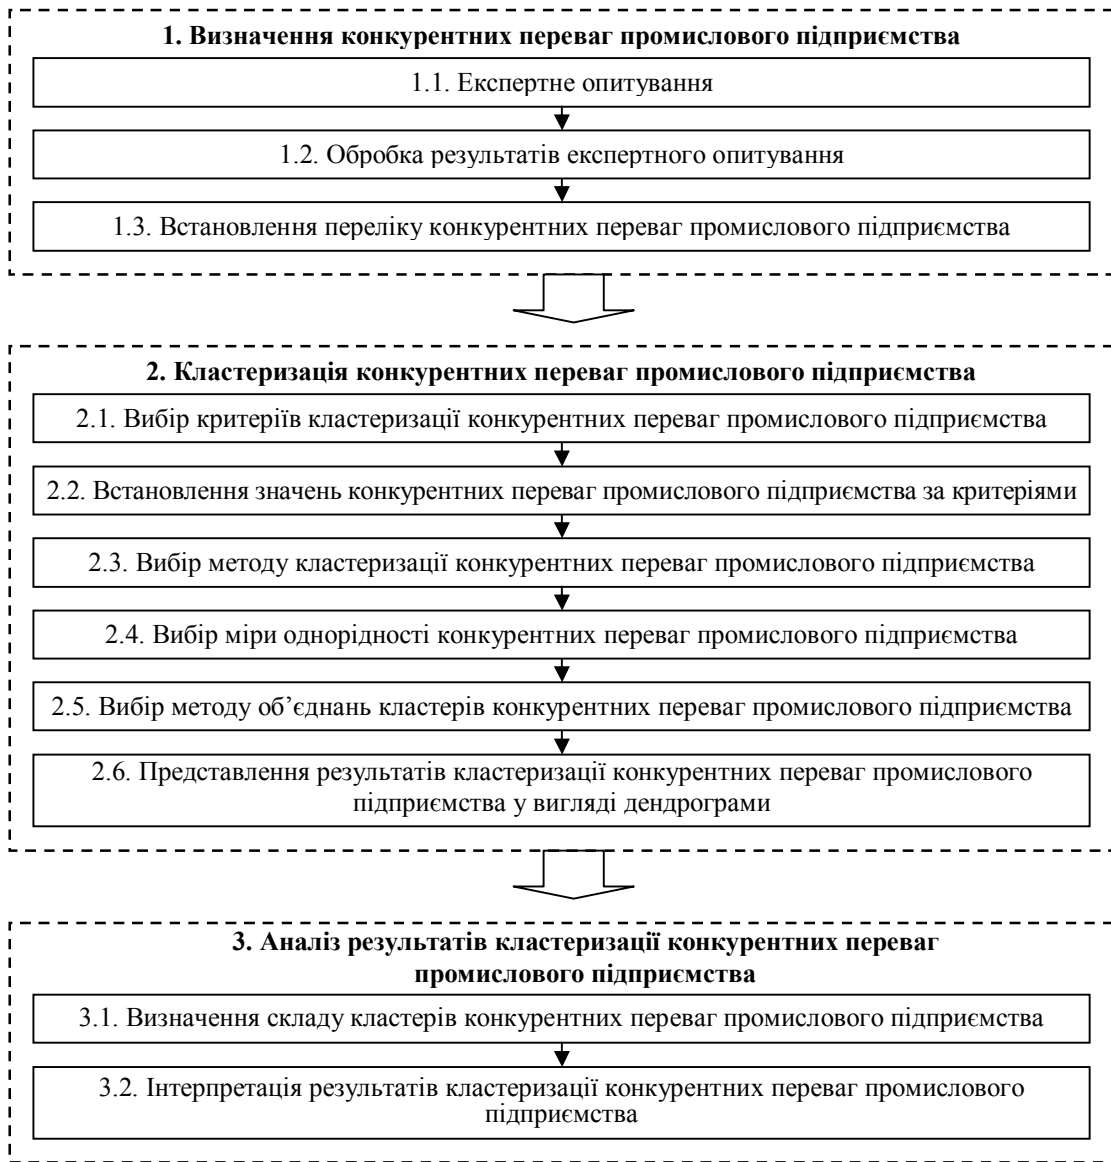 1. Визначення конкурентних переваг промислового підприємства
1.1. Експертне опитування
1.2. Обробка результатів експертного опитування
1.3. Встановлення переліку конкурентних переваг промислового підприємства
2. Кластеризація конкурентних переваг промислового підприємства
2.1. Вибір критеріїв кластеризації конкурентних переваг промислового підприємства
2.2. Встановлення значень конкурентних переваг промислового підприємства за критеріями
2.3. Вибір методу кластеризації конкурентних переваг промислового підприємства
2.4. Вибір міри однорідності конкурентних переваг промислового підприємства
2.5. Вибір методу об’єднань кластерів конкурентних переваг промислового підприємства
2.6. Представлення результатів кластеризації конкурентних переваг промислового
підприємства у вигляді дендрограми
3. Аналіз результатів кластеризації конкурентних переваг
промислового підприємства
3.1. Визначення складу кластерів конкурентних переваг промислового підприємства
3.2. Інтерпретація результатів кластеризації конкурентних переваг промислового
підприємства